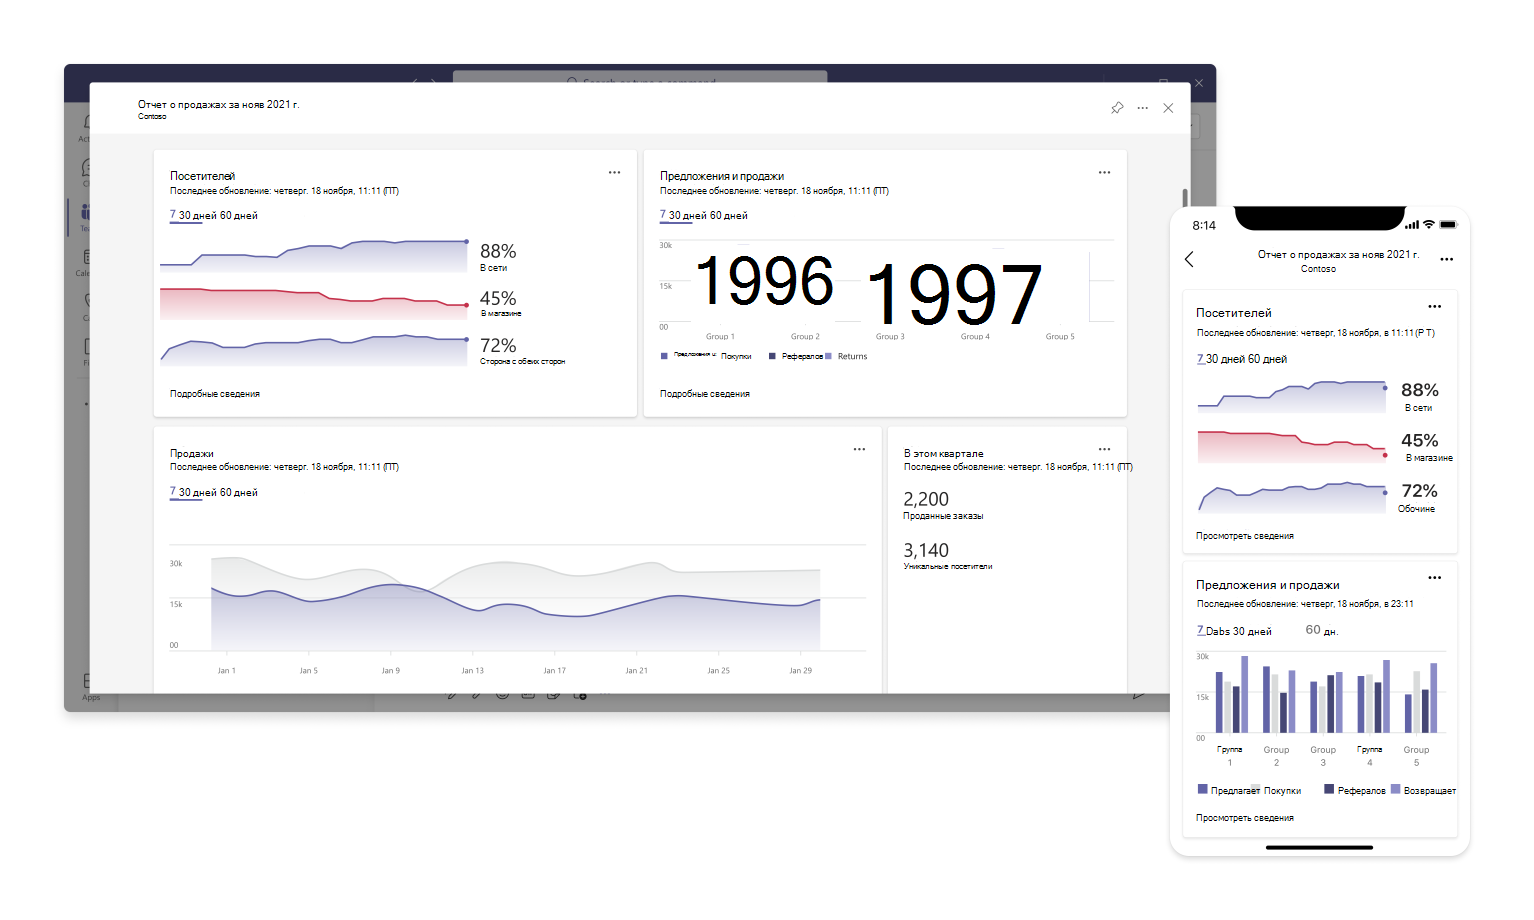 Отчет о продажах за нояв 2021 г.
Contoso
Посетителей
Последнее обновление: четверг. 18 ноября, 11:11 (ПТ)
7 30 дней 60 дней
88%
В сети
45%
В магазине
72%
Сторона с обеих сторон
Подробные сведения
Предложения и продажи
Последнее обновление: четверг. 18 ноября, 11:11 (ПТ)
7 30 дней 60 дней
30k
15k
00
1996 1997
Group 1 Group 2 Group 3 Group 4 Group 5
Предложения и: Покупки Рефералов Returns
Подробные сведения
Продажи
Последнее обновление: четверг. 18 ноября, 11:11 (ПТ)
7 30 дней 60 дней
30k
15k
00
Jan 1 Jan 5 Jan 9 Jan 13 Jan 17 Jan 21 Jan 25 Jan 29
В этом квартале
Последнее обновление: четверг. 18 ноября, 11:11 (ПТ)
2,200
Проданные заказы
3,140
Уникальные посетители
Apps
8:14
Отчет о продажах за нояв 2021 г.
Contoso
Посетителей
Последнее обновление: четверг, 18 ноября, в 11:11 (P T)
7 30 дней 60 дней
88%
В сети
45%
В магазине
72%
Обочине
Просмотреть сведения
Предложения и продажи
Последнее обновление: четверг, 18 ноября, в 23:11
7 Dabs 30 дней 60 дн.
30k
15k
00
Группа 1 Group 2 Group 3 Группа 4 Group 5
Предлагает Покупки Рефералов Возвращает
Просмотреть сведения